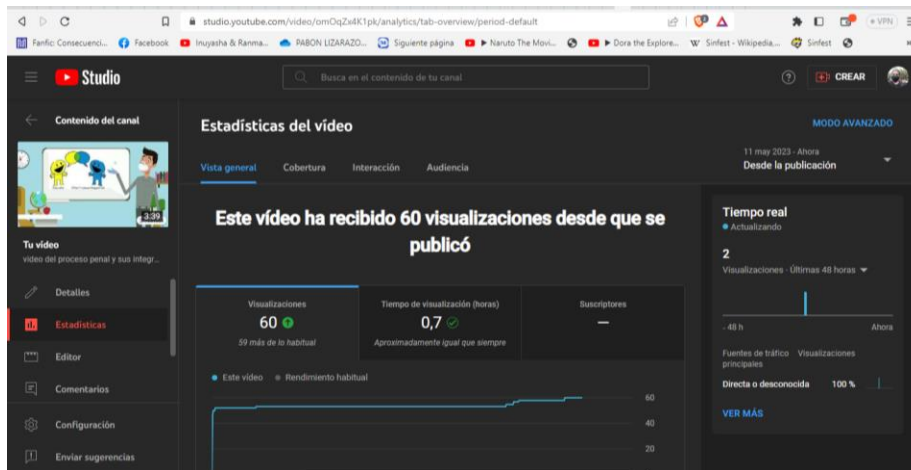 studio.youtube.com/video/omOqZx4K1pk/analytics/tab-overview/period-default
VPN
Fanfic: Consecuenci...
Facebook
Inuyasha & Ranma...
PABON LIZARAZO...
Siguiente página
Naruto The Movi...
Dora the Explore...
Sinfest - Wikipedia,...
Sinfest
Studio
Busca en el contenido de tu canal
CREAR
Contenido del canal
3:39
Tu vídeo
video del proceso penal y sus integr...
Detalles
Estadísticas
Editor
Comentarios
Configuración
Enviar sugerencias
Estadísticas del vídeo
MODO AVANZADO
Vista general
Cobertura
Interacción
Audiencia
11 may 2023 - Ahora
Desde la publicación
Este vídeo ha recibido 60 visualizaciones desde que se
publicó
Visualizaciones
60
59 más de lo habitual
Tiempo de visualización (horas)
0,7
Aproximadamente igual que siempre
Suscriptores
—
Este vídeo
Rendimiento habitual
60
40
20
Tiempo real
Actualizando
2
Visualizaciones · Últimas 48 horas
- 48 h
Ahora
Fuentes de tráfico principales
Visualizaciones
Directa o desconocida
100 %
VER MÁS